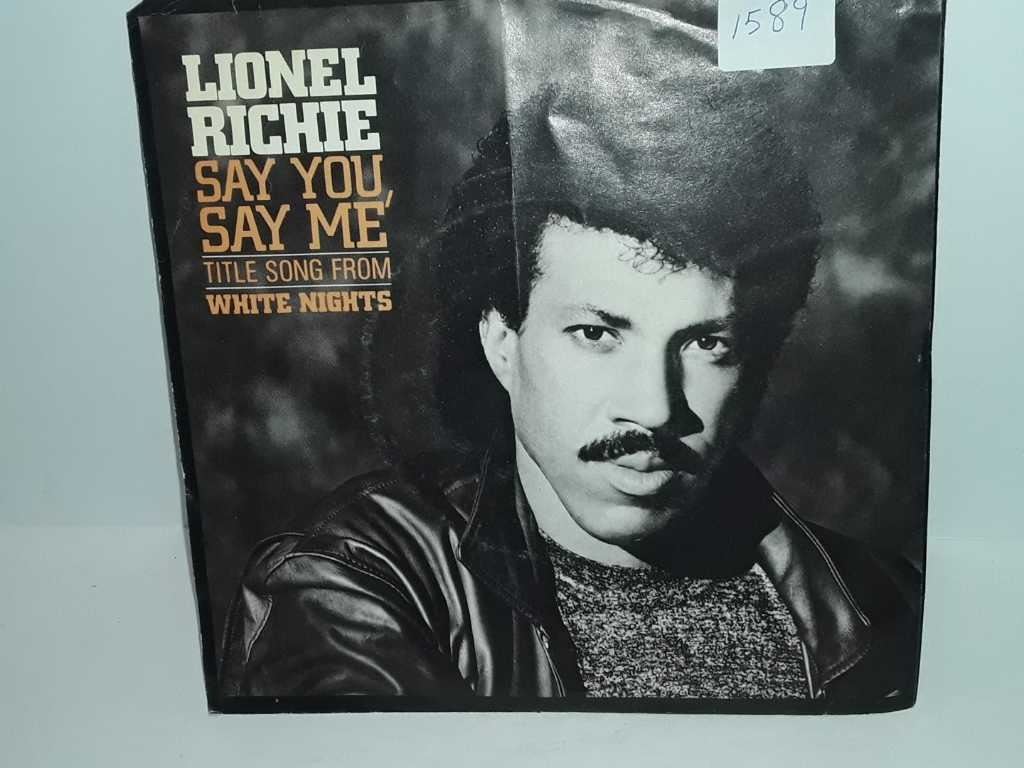 1589
LIONEL
RICHIE
SAY YOU,
SAY ME
TITLE SONG FROM
WHITE NIGHTS